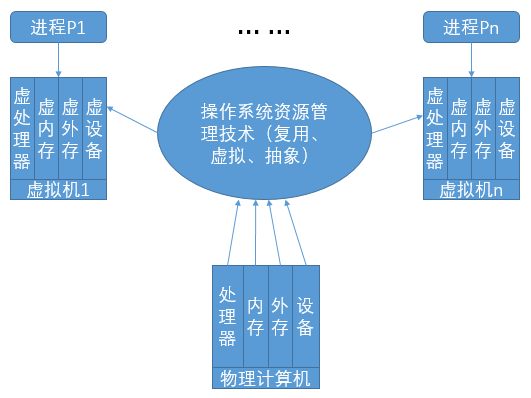 进程P1
... ...
进程Pn
虚处理器
虚内存
虚外存
虚设备
虚拟机1
操作系统资源管
理技术（复用、
虚拟、抽象）
虚处理器
虚内存
虚外存
虚设备
虚拟机n
处理器
内存
外存
设备
物理计算机